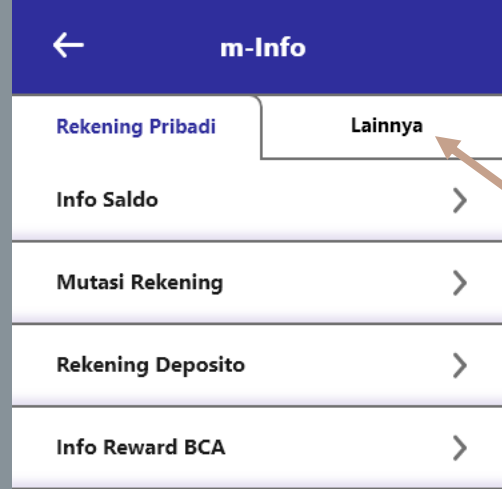 m-Info
Rekening Pribadi
Lainnya
Info Saldo
Mutasi Rekening
Rekening Deposito
Info Reward BCA